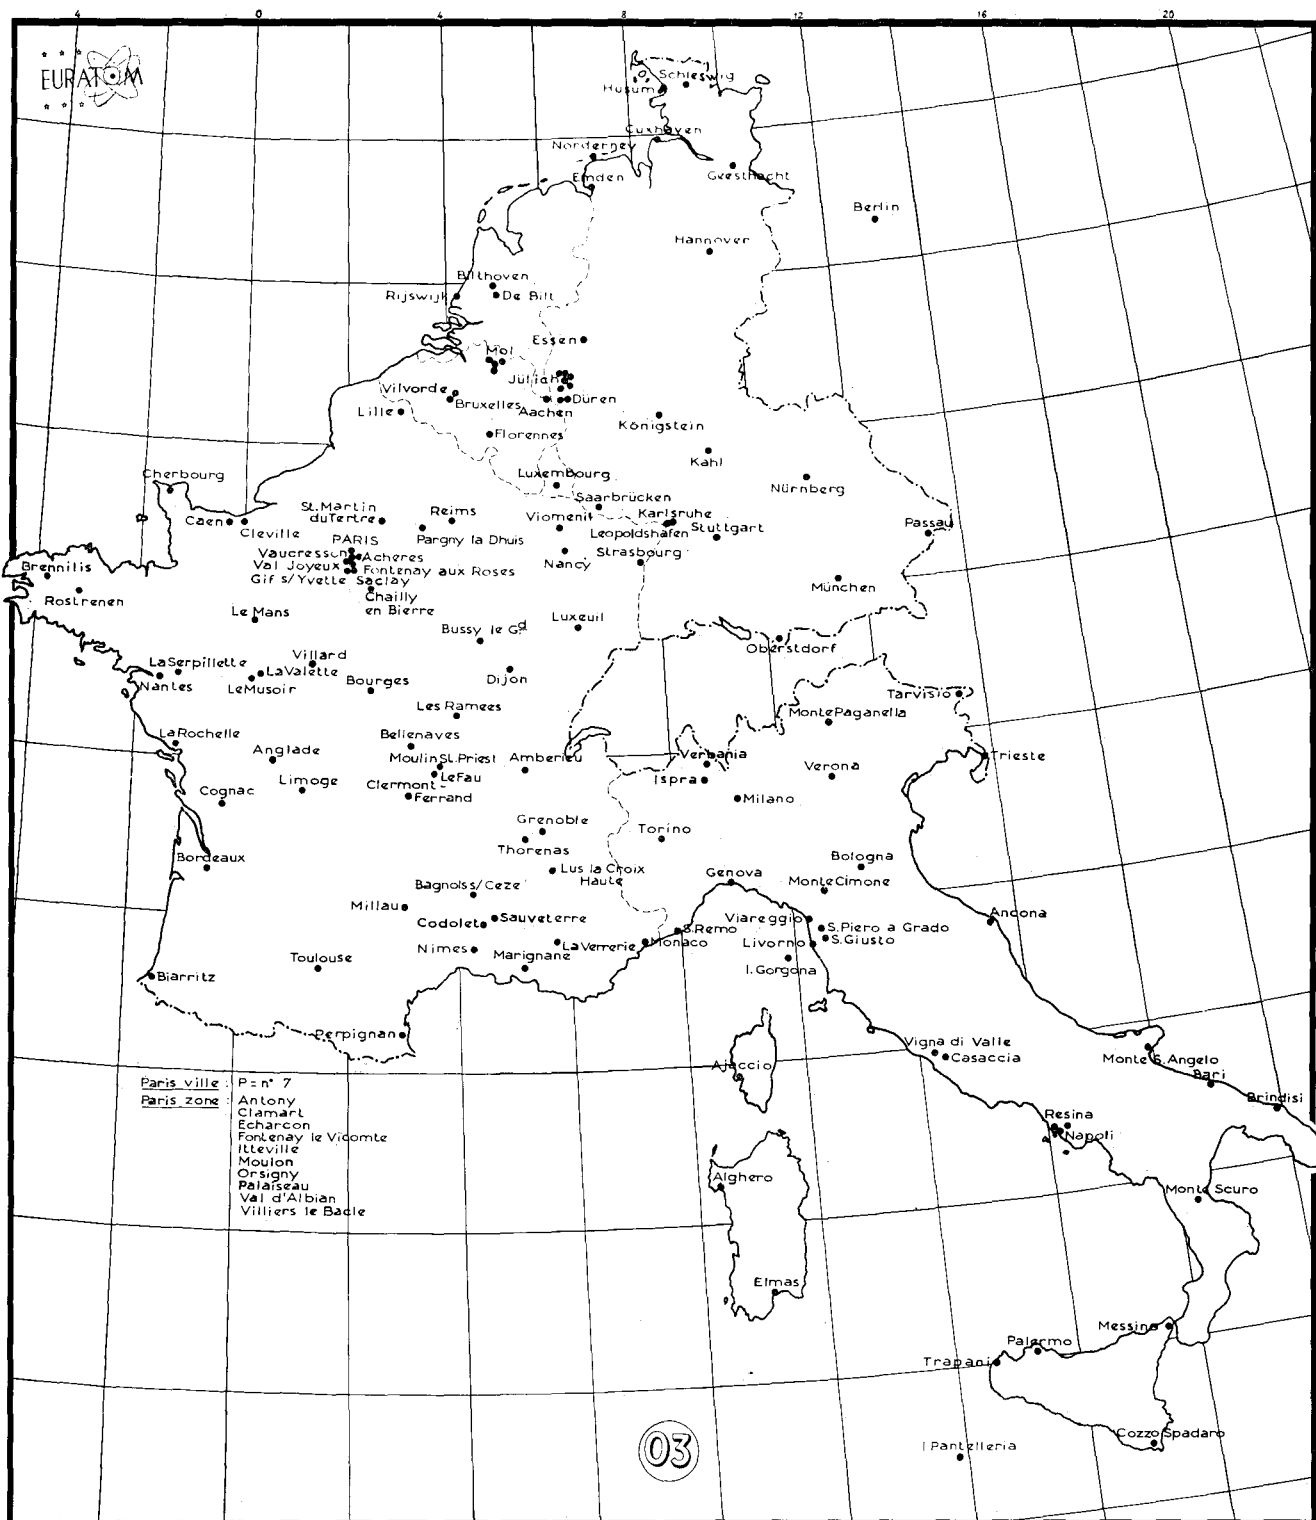 4 0 4 8 12 16 20
EURATOM
Schleswig
Husum
Cuxhaven
Norderney
Geesthacht
Emden
Berlin
Hannover
Bilthoven
Rijswijk
De Bilt
Essen
Mol
Jülich
Vilvorde
Bruxelles
Düren
Lille
Aachen
Königstein
Florennes
Kahl
Luxembourg
Nürnberg
Cherbourg
Saarbrücken
St.Martin
du Tertre
Reims
Viomenil
Karlsruhe
Caen
Leopoldshafen
Stuttgart
Passau
Cleville
PARIS
Pargny la Dhuis
Vaucresson
Acheres
Nancy
Strasbourg
Val Joyeux
Fontenay aux Roses
Brennilis
Gif s/Yvette
Saclay
München
Rostrenen
Chailly
en Bierre
Le Mans
Bussy le Gd
Luxeuil
Oberstdorf
LaSerpillette
Villard
LaValette
Nantes
LeMusoir
Bourges
Dijon
Tarvisio
Les Ramees
MontePaganella
LaRochelle
Bellenaves
Anglade
Moulin
St.Priest
Amberieu
Verbania
Trieste
Limoge
LeFau
Ispra
Verona
Clermont-
Ferrand
Cognac
Milano
Grenoble
Torino
Thorenas
Bordeaux
Bologna
Lus la Croix
Haute
Genova
MonteCimone
Bagnols s/Ceze
Millau
Sauveterre
Codolet
Viareggio
S.Piero a Grado
Ancona
S.Remo
Nimes
LaVerrerie
Monaco
Livorno
S.Giusto
Toulouse
Marignane
I.Gorgona
Biarritz
Perpignan
Vigna di Valle
Casaccia
Monte S.Angelo
Ajaccio
Bari
Paris ville : P = n° 7
Paris zone : Antony
Clamart
Echarcon
Fontenay le Vicomte
Itteville
Moulon
Orsigny
Palaiseau
Val d'Albian
Villiers le Bacle
Brindisi
Resina
Napoli
Alghero
Monte Scuro
Elmas
Messina
Palermo
Trapani
Cozzo Spadaro
I Pantelleria
03